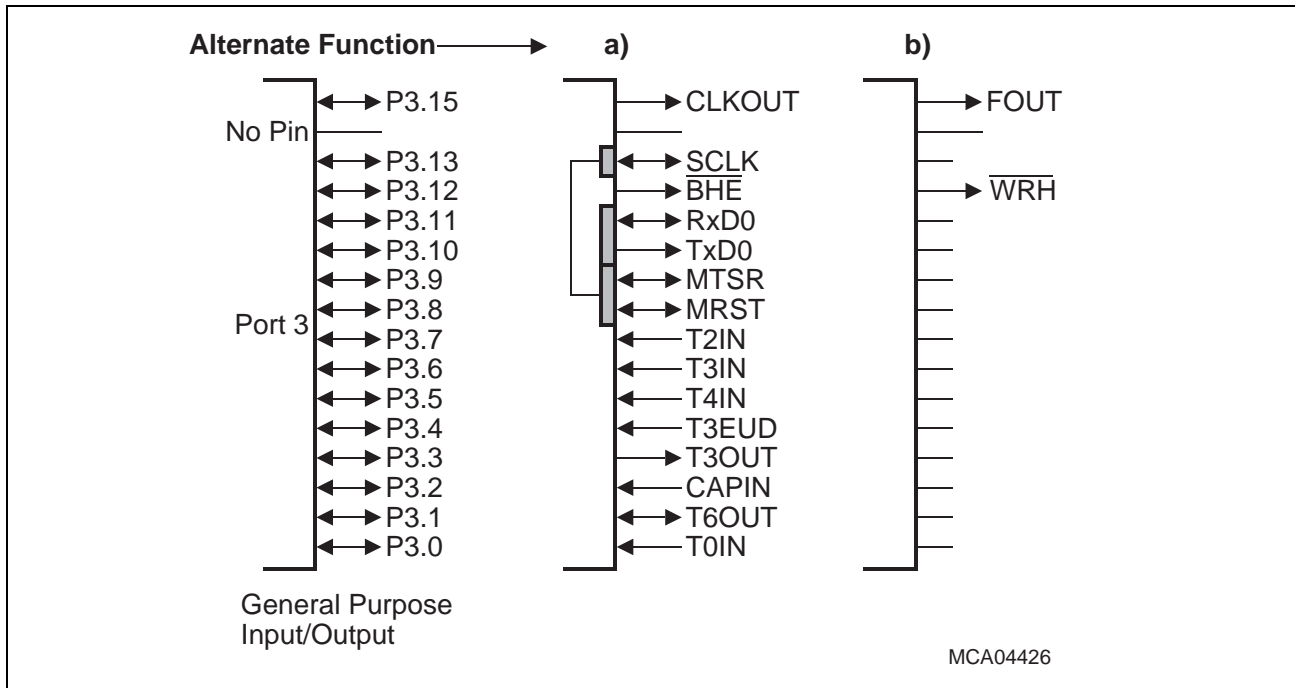 Alternate Function a) b)
P3.15 CLKOUT FOUT
No Pin
P3.13 SCLK
P3.12 BHE WRH
P3.11 RxD0
P3.10 TxD0
P3.9 MTSR
P3.8 MRST
Port 3
P3.7 T2IN
P3.6 T3IN
P3.5 T4IN
P3.4 T3EUD
P3.3 T3OUT
P3.2 CAPIN
P3.1 T6OUT
P3.0 T0IN
General Purpose
Input/Output
MCA04426